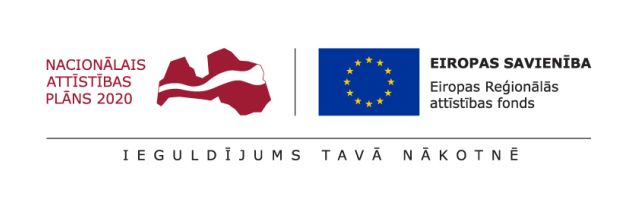 NACIONĀLAIS
ATTĪSTĪBAS
PLĀNS 2020
EIROPAS SAVIENĪBA
Eiropas Reģionālās
attīstības fonds
IEGULDĪJUMS TAVĀ NĀKOTNĒ